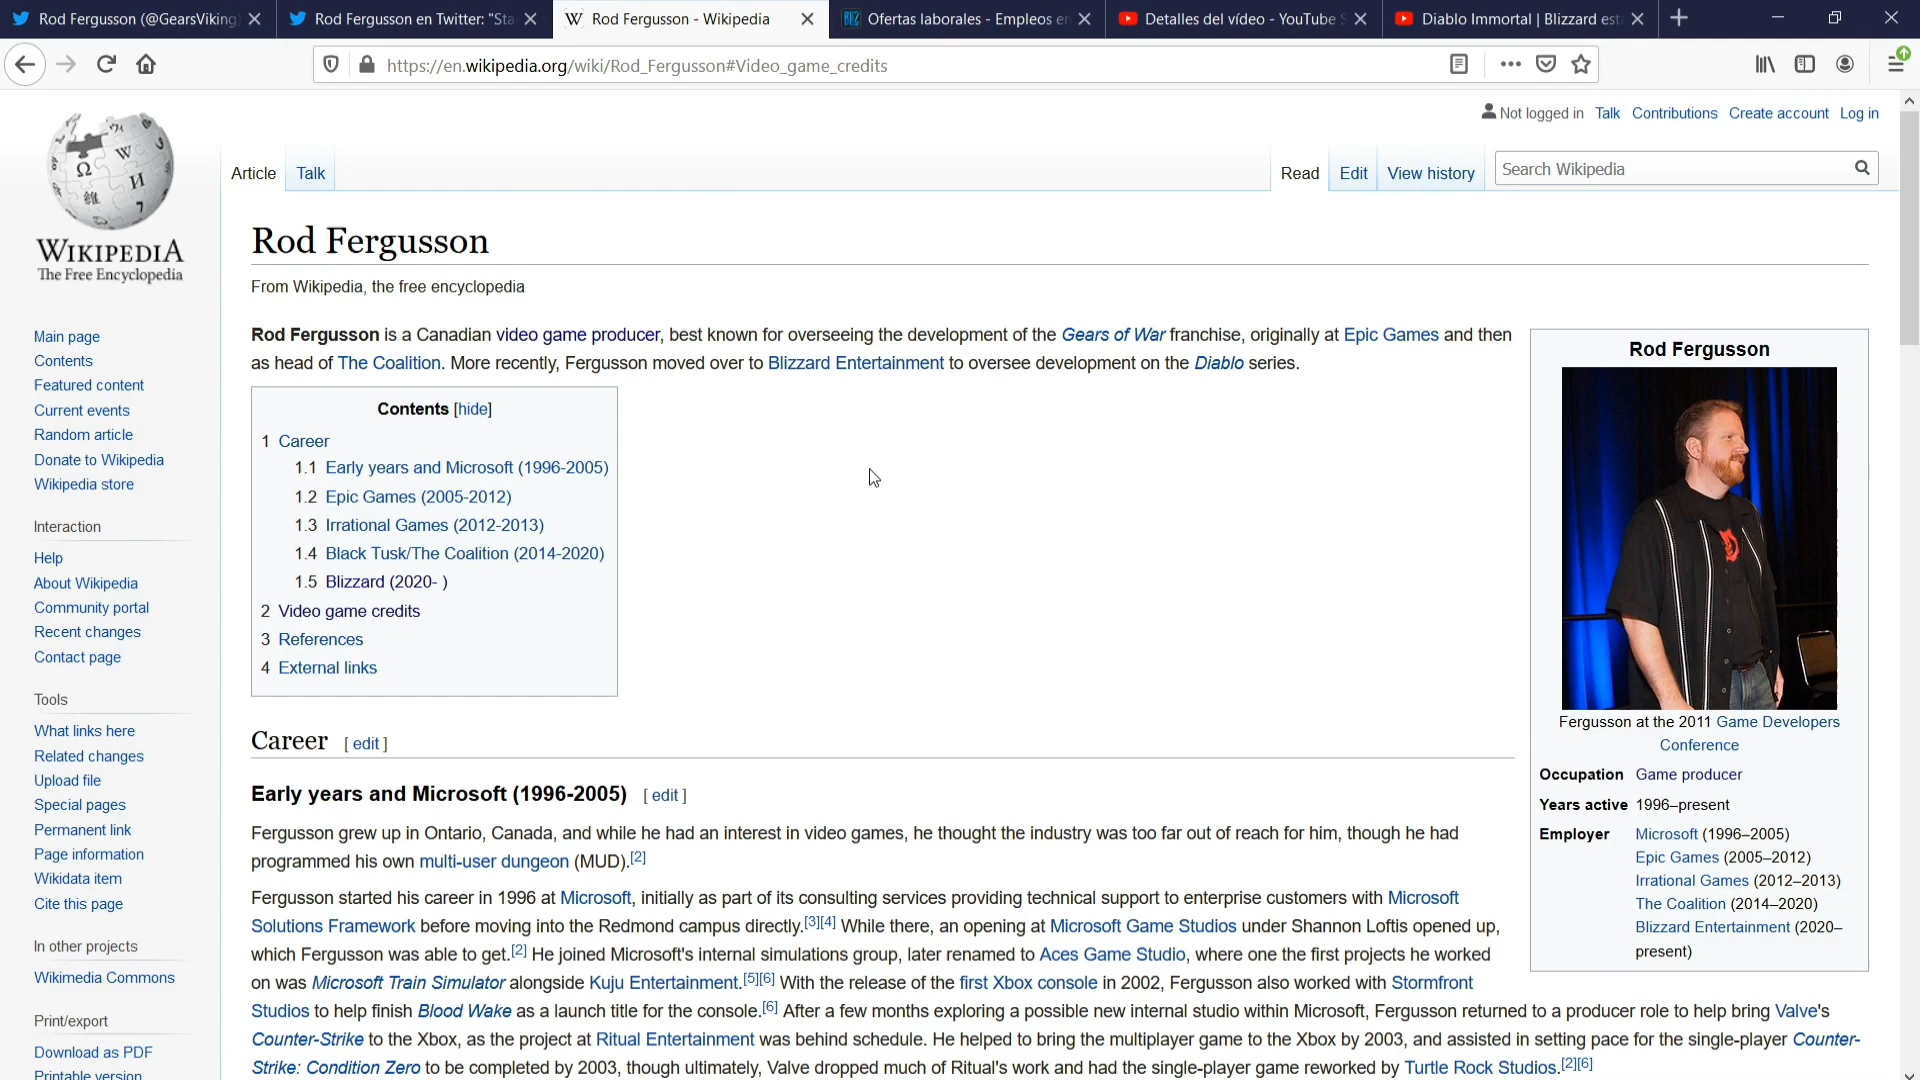 Rod Fergusson (@GearsViking
Rod Fergusson en Twitter: "Sta
Rod Fergusson - Wikipedia
Ofertas laborales - Empleos e
Detalles del vídeo - YouTube S
Diablo Immortal | Blizzard est
https://en.wikipedia.org/wiki/Rod_Fergusson#Video_game_credits
Not logged in Talk Contributions Create account Log in
Article Talk Read Edit View history Search Wikipedia
WIKIPEDIA
The Free Encyclopedia
Main page
Contents
Featured content
Current events
Random article
Donate to Wikipedia
Wikipedia store
Interaction
Help
About Wikipedia
Community portal
Recent changes
Contact page
Tools
What links here
Related changes
Upload file
Special pages
Permanent link
Page information
Wikidata item
Cite this page
In other projects
Wikimedia Commons
Print/export
Download as PDF
Printable version
Rod Fergusson
From Wikipedia, the free encyclopedia
Rod Fergusson is a Canadian video game producer, best known for overseeing the development of the Gears of War franchise, originally at Epic Games and then
as head of The Coalition. More recently, Fergusson moved over to Blizzard Entertainment to oversee development on the Diablo series.
Contents [hide]
1 Career
1.1 Early years and Microsoft (1996-2005)
1.2 Epic Games (2005-2012)
1.3 Irrational Games (2012-2013)
1.4 Black Tusk/The Coalition (2014-2020)
1.5 Blizzard (2020- )
2 Video game credits
3 References
4 External links
Career [ edit ]
Early years and Microsoft (1996-2005) [ edit ]
Fergusson grew up in Ontario, Canada, and while he had an interest in video games, he thought the industry was too far out of reach for him, though he had
programmed his own multi-user dungeon (MUD).[2]
Fergusson started his career in 1996 at Microsoft, initially as part of its consulting services providing technical support to enterprise customers with Microsoft
Solutions Framework before moving into the Redmond campus directly.[3][4] While there, an opening at Microsoft Game Studios under Shannon Loftis opened up,
which Fergusson was able to get.[2] He joined Microsoft's internal simulations group, later renamed to Aces Game Studio, where one the first projects he worked
on was Microsoft Train Simulator alongside Kuju Entertainment.[5][6] With the release of the first Xbox console in 2002, Fergusson also worked with Stormfront
Studios to help finish Blood Wake as a launch title for the console.[6] After a few months exploring a possible new internal studio within Microsoft, Fergusson returned to a producer role to help bring Valve's
Counter-Strike to the Xbox, as the project at Ritual Entertainment was behind schedule. He helped to bring the multiplayer game to the Xbox by 2003, and assisted in setting pace for the single-player Counter-
Strike: Condition Zero to be completed by 2003, though ultimately, Valve dropped much of Ritual's work and had the single-player game reworked by Turtle Rock Studios.[2][6]
Rod Fergusson
Fergusson at the 2011 Game Developers
Conference
Occupation Game producer
Years active 1996–present
Employer Microsoft (1996–2005)
Epic Games (2005–2012)
Irrational Games (2012–2013)
The Coalition (2014–2020)
Blizzard Entertainment (2020–
present)